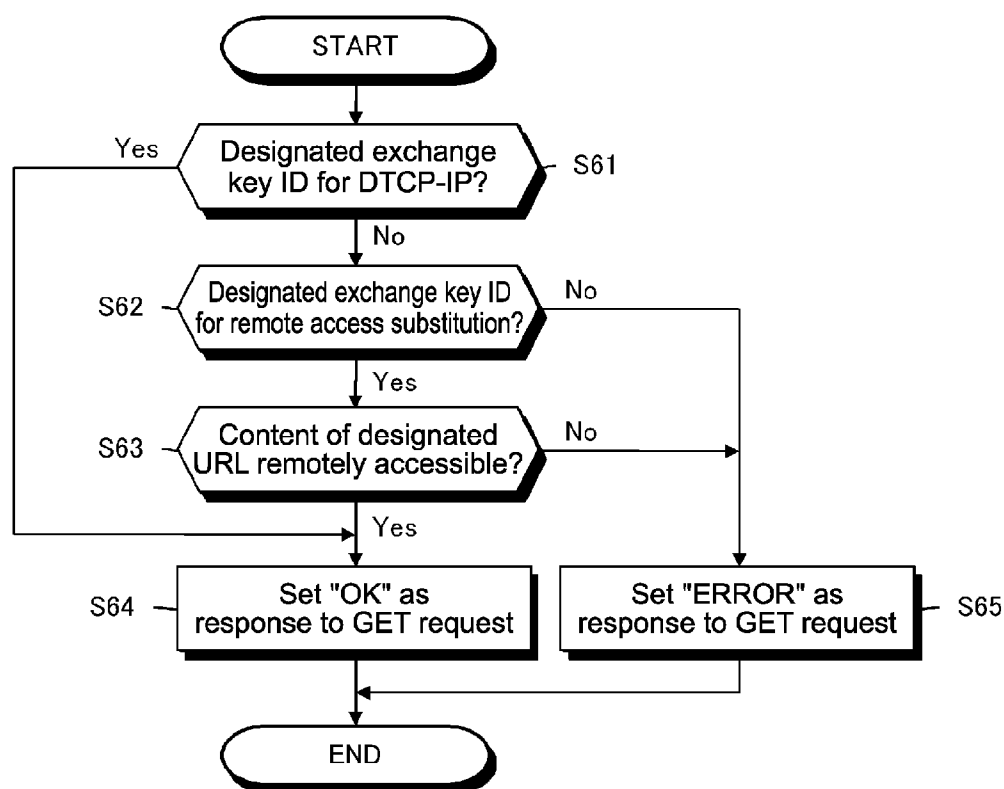 START
Yes
Designated exchange
key ID for DTCP-IP?
S61
No
S62
Designated exchange key ID
for remote access substitution?
No
Yes
S63
Content of designated
URL remotely accessible?
No
Yes
S64
Set "OK" as
response to GET request
Set "ERROR" as
response to GET request
S65
END